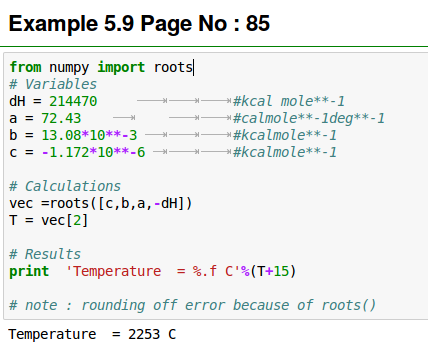 Example 5.9 Page No : 85
from numpy import roots
# Variables
dH = 214470 #kcal mole**-1
a = 72.43 #calmole**-1deg**-1
b = 13.08*10**-3 #kcalmole**-1
c = -1.172*10**-6 #kcalmole**-1
# Calculations
vec =roots([c,b,a,-dH])
T = vec[2]
# Results
print 'Temperature = %.f C'%(T+15)
# note : rounding off error because of roots()
Temperature = 2253 C